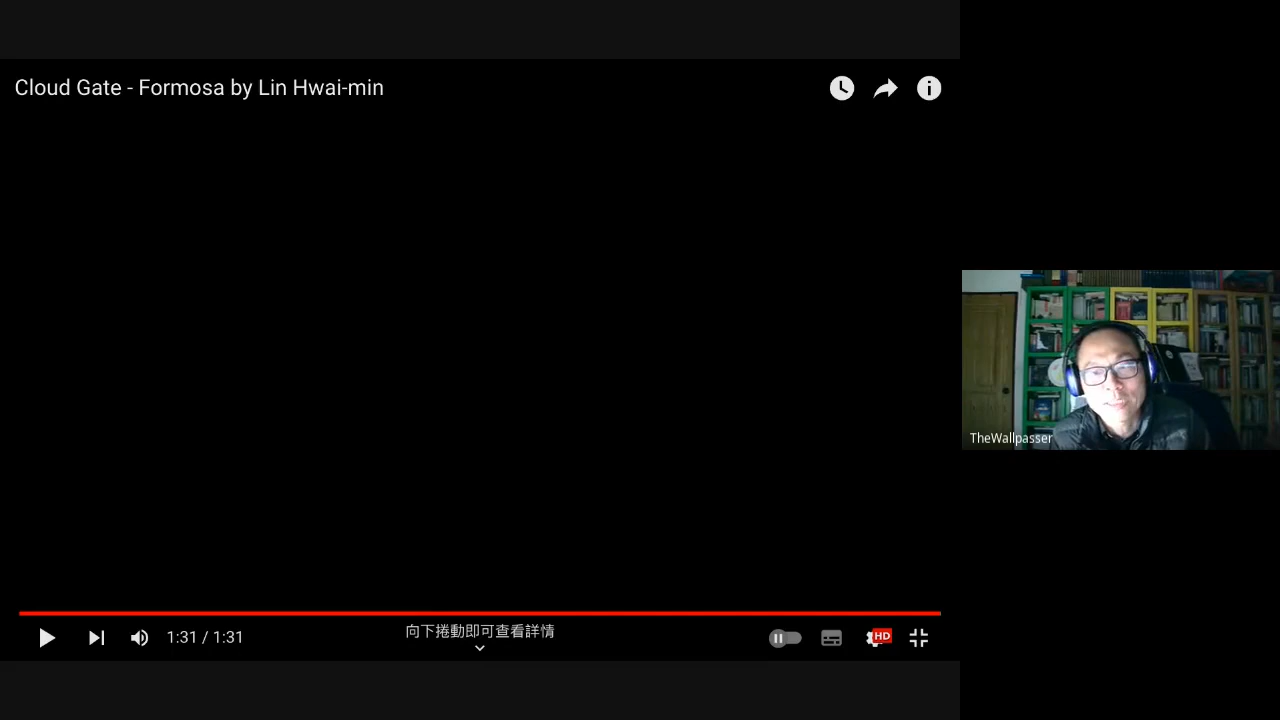 Cloud Gate - Formosa by Lin Hwai-min
TheWallpasser
1:31 / 1:31
向下捲動即可查看詳情
HD